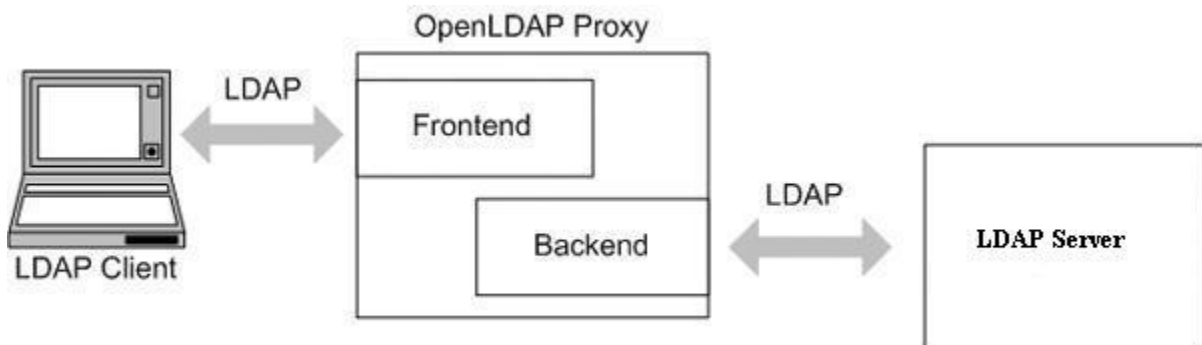 OpenLDAP Proxy
LDAP
Frontend
LDAP
Backend
LDAP Server
LDAP Client